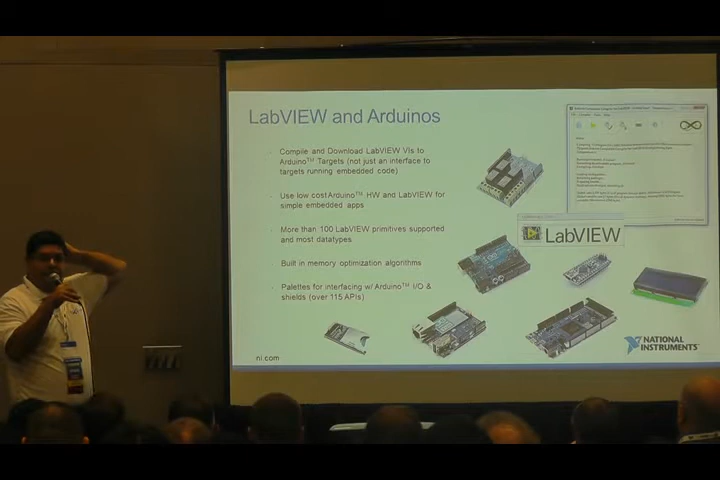 LabVIEW and Arduinos
Compile and Download LabVIEW VIs to
Arduino™ Targets (not just an interface to
targets running embedded code)
Use low cost Arduino™ HW and LabVIEW for
simple embedded apps
More than 100 LabVIEW primitives supported
and most datatypes
Built in memory optimization algorithms
Palettes for interfacing w/ Arduino™ I/O &
shields (over 115 APIs)
LabVIEW
ni.com
NATIONAL
INSTRUMENTS™